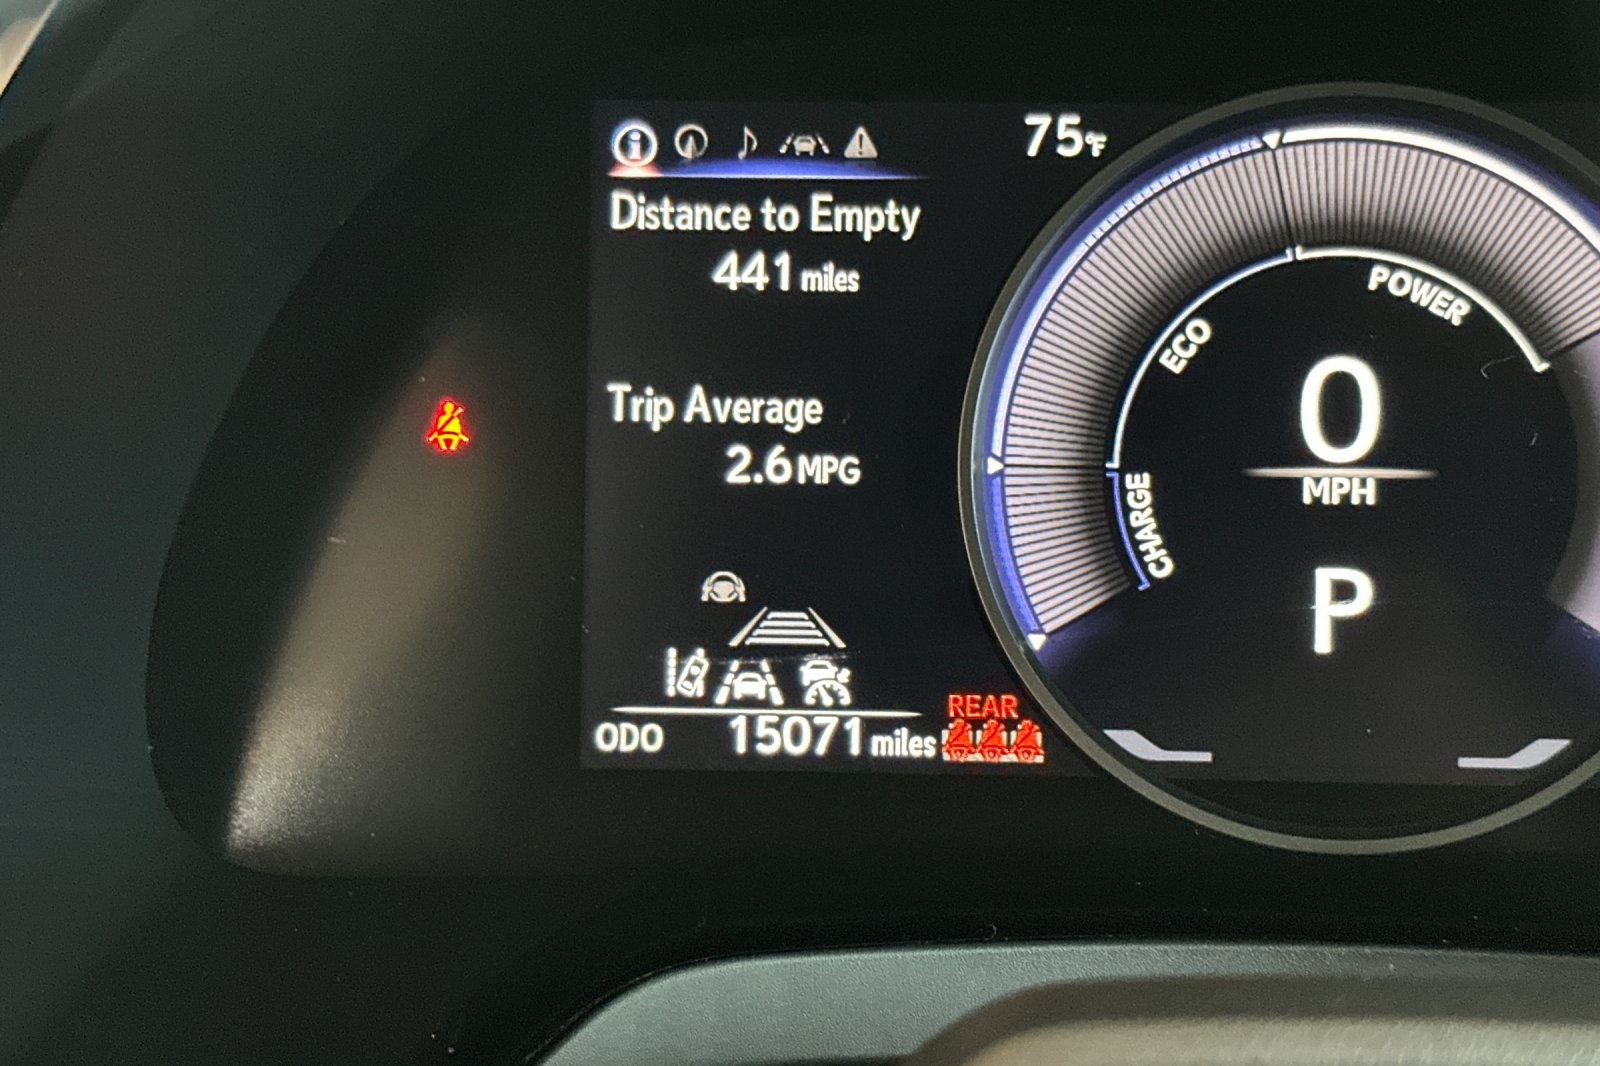 75°F
Distance to Empty
441 miles
Trip Average
2.6 MPG
ODO 15071 miles
REAR
CHARGE
ECO
POWER
0
MPH
P